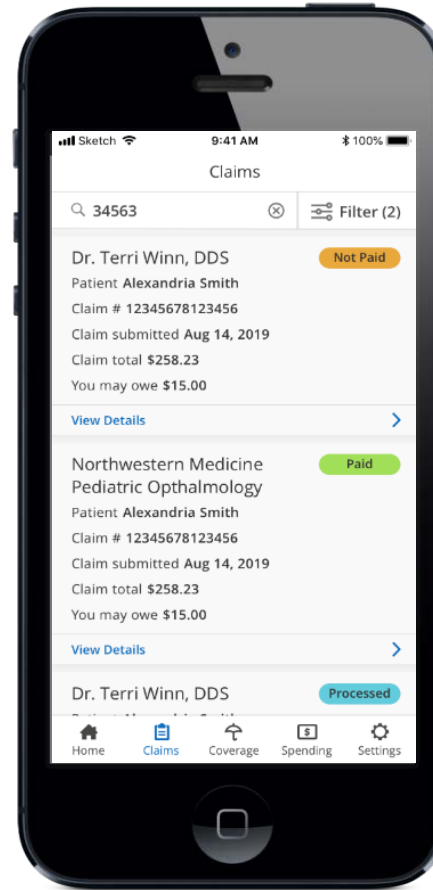 Sketch 9:41 AM 100%
Claims
34563 Filter (2)
Dr. Terri Winn, DDS Not Paid
Patient Alexandria Smith
Claim # 12345678123456
Claim submitted Aug 14, 2019
Claim total $258.23
You may owe $15.00
View Details
Northwestern Medicine Paid
Pediatric Opthalmology
Patient Alexandria Smith
Claim # 12345678123456
Claim submitted Aug 14, 2019
Claim total $258.23
You may owe $15.00
View Details
Dr. Terri Winn, DDS Processed
Home Claims Coverage Spending Settings